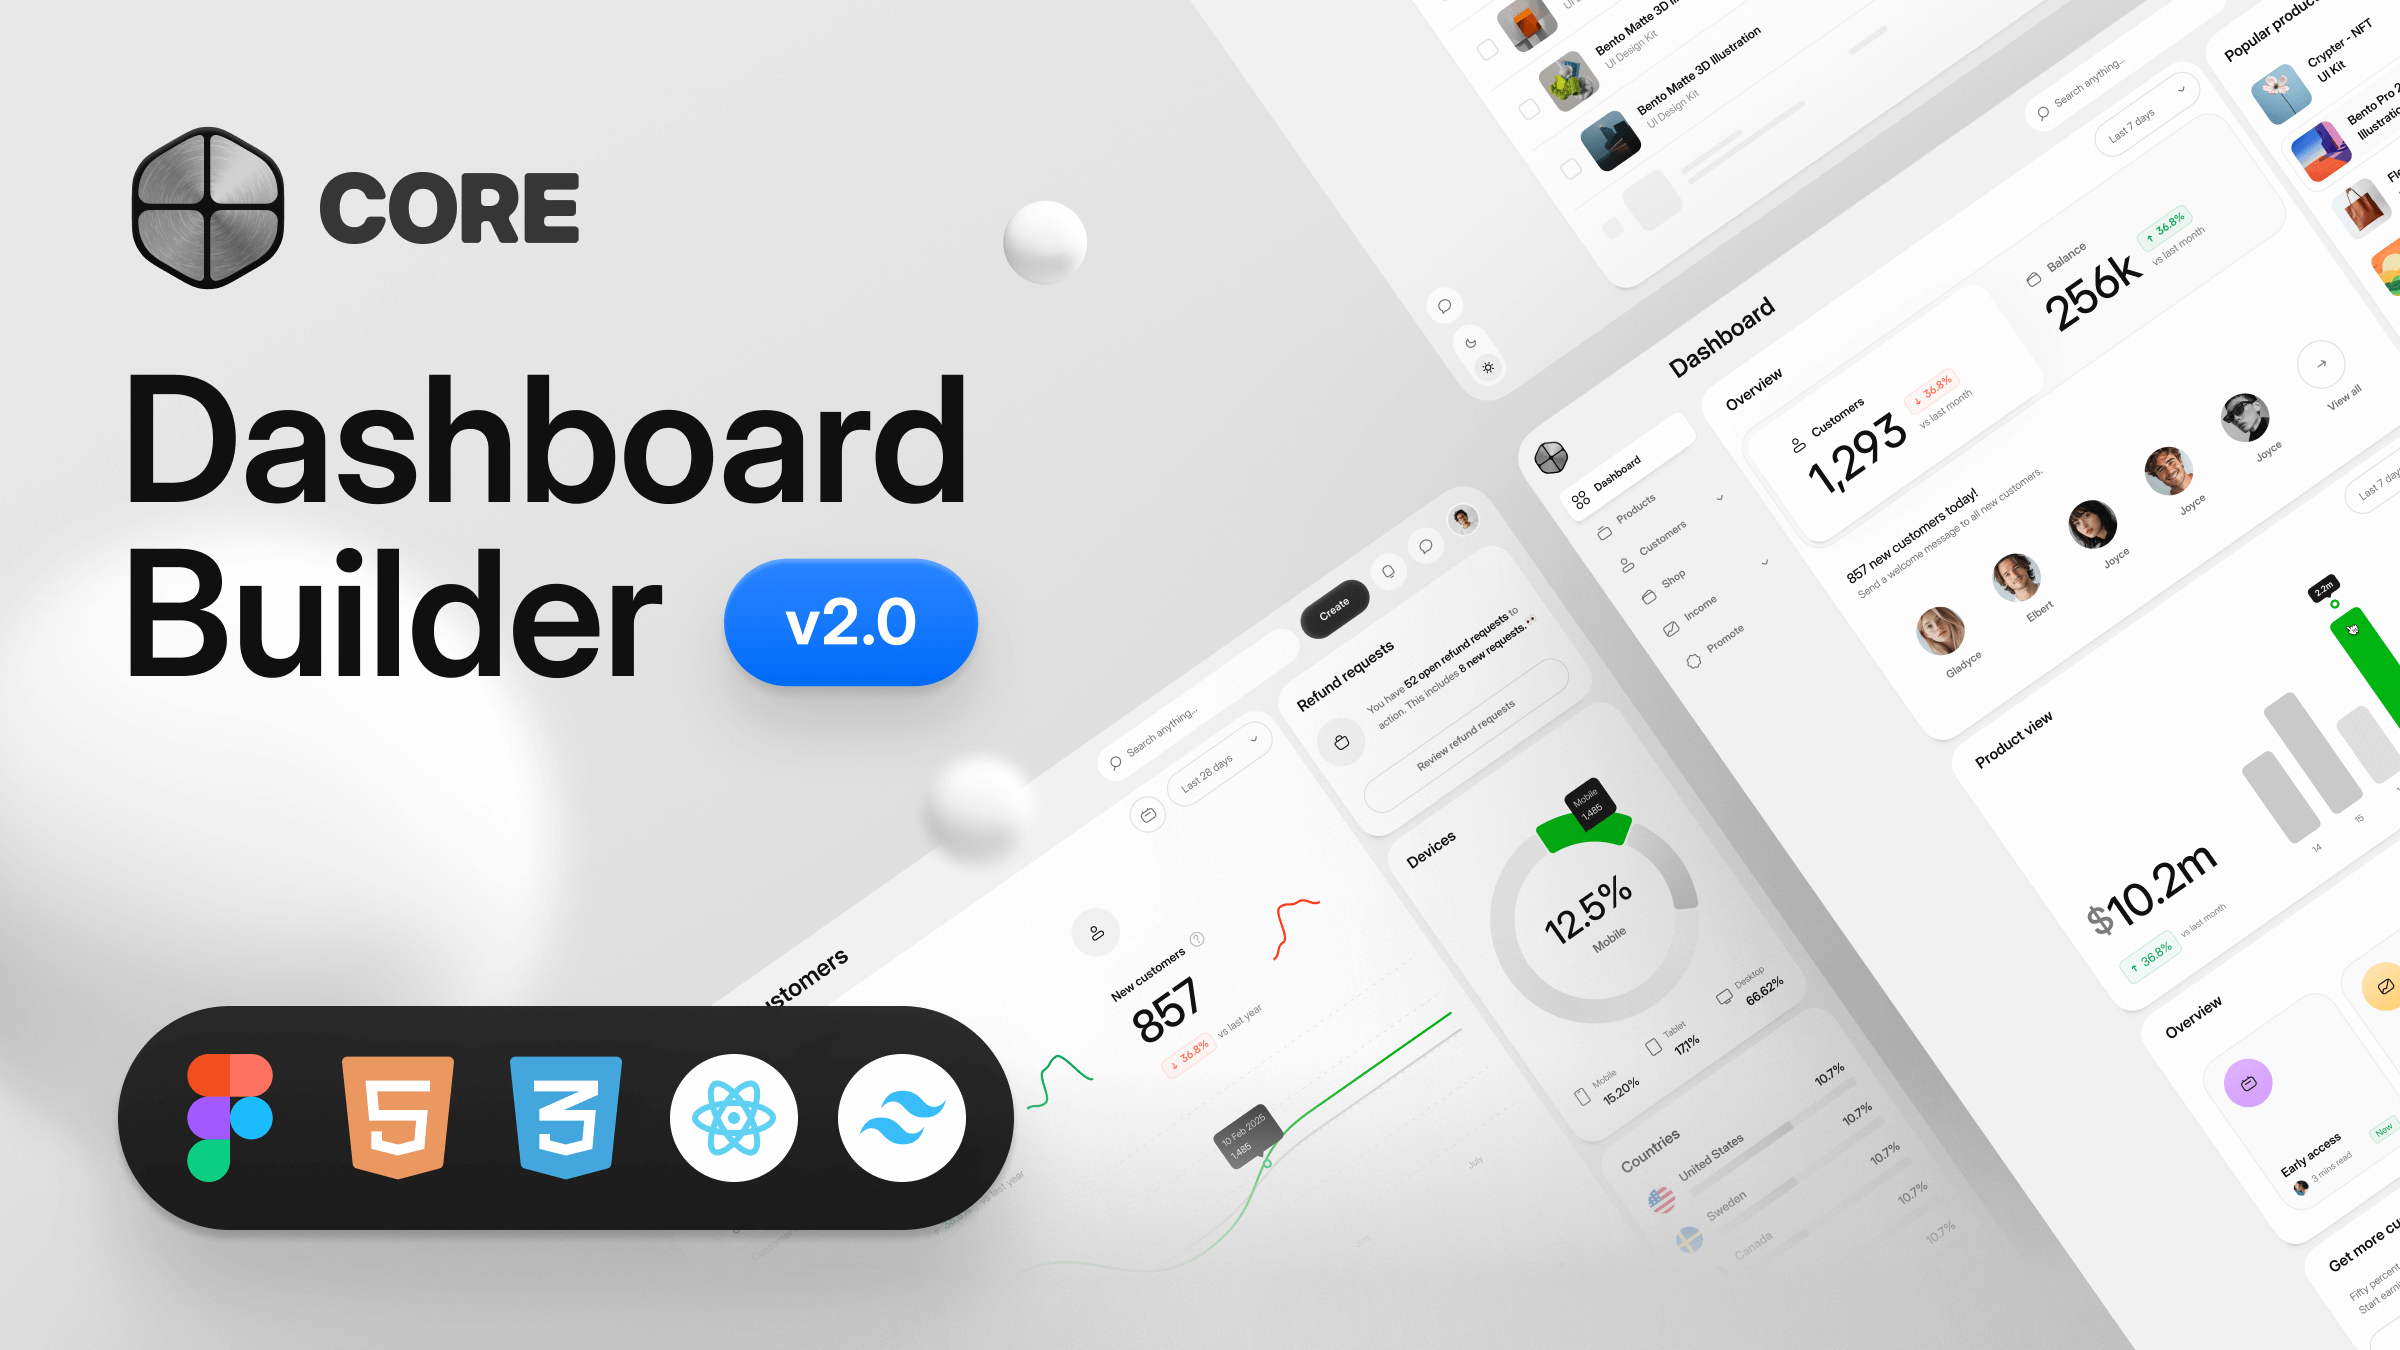 CORE
Dashboard
Builder
v2.0
Bento Matte 3D
UI Design Kit
Bento Matte 3D Illustration
UI Design Kit
Popular
Crypter - NFT
UI Kit
Bento Pro
Search anything...
Last 7 days
Dashboard
Overview
Customers
1,293
36.8%
vs last month
Balance
256k
36.8%
vs last month
857 new customers today!
Send a welcome message to all new customers.
Gladyce
Elbert
Joyce
Joyce
Joyce
View all
Dashboard
Products
Customers
Shop
Income
Promote
Product view
Last 7
2.2m
14
15
$10.2m
36.8%
vs last month
Overview
Early access
New
3 mins read
Get more
Fifty percent
Start
Create
Search anything...
Last 28 days
Refund requests
You have 52 open refund requests to
action. This includes 8 new requests.👀
Review refund requests
Devices
Mobile
1,485
12.5%
Mobile
Mobile
15.20%
Tablet
17.1%
Desktop
66.62%
Countries
United States
10.7%
Sweden
10.7%
Canada
10.7%
10.7%
10.7%
New customers
857
36.8%
vs last year
10 Feb 2025
1,485
vs last year
July